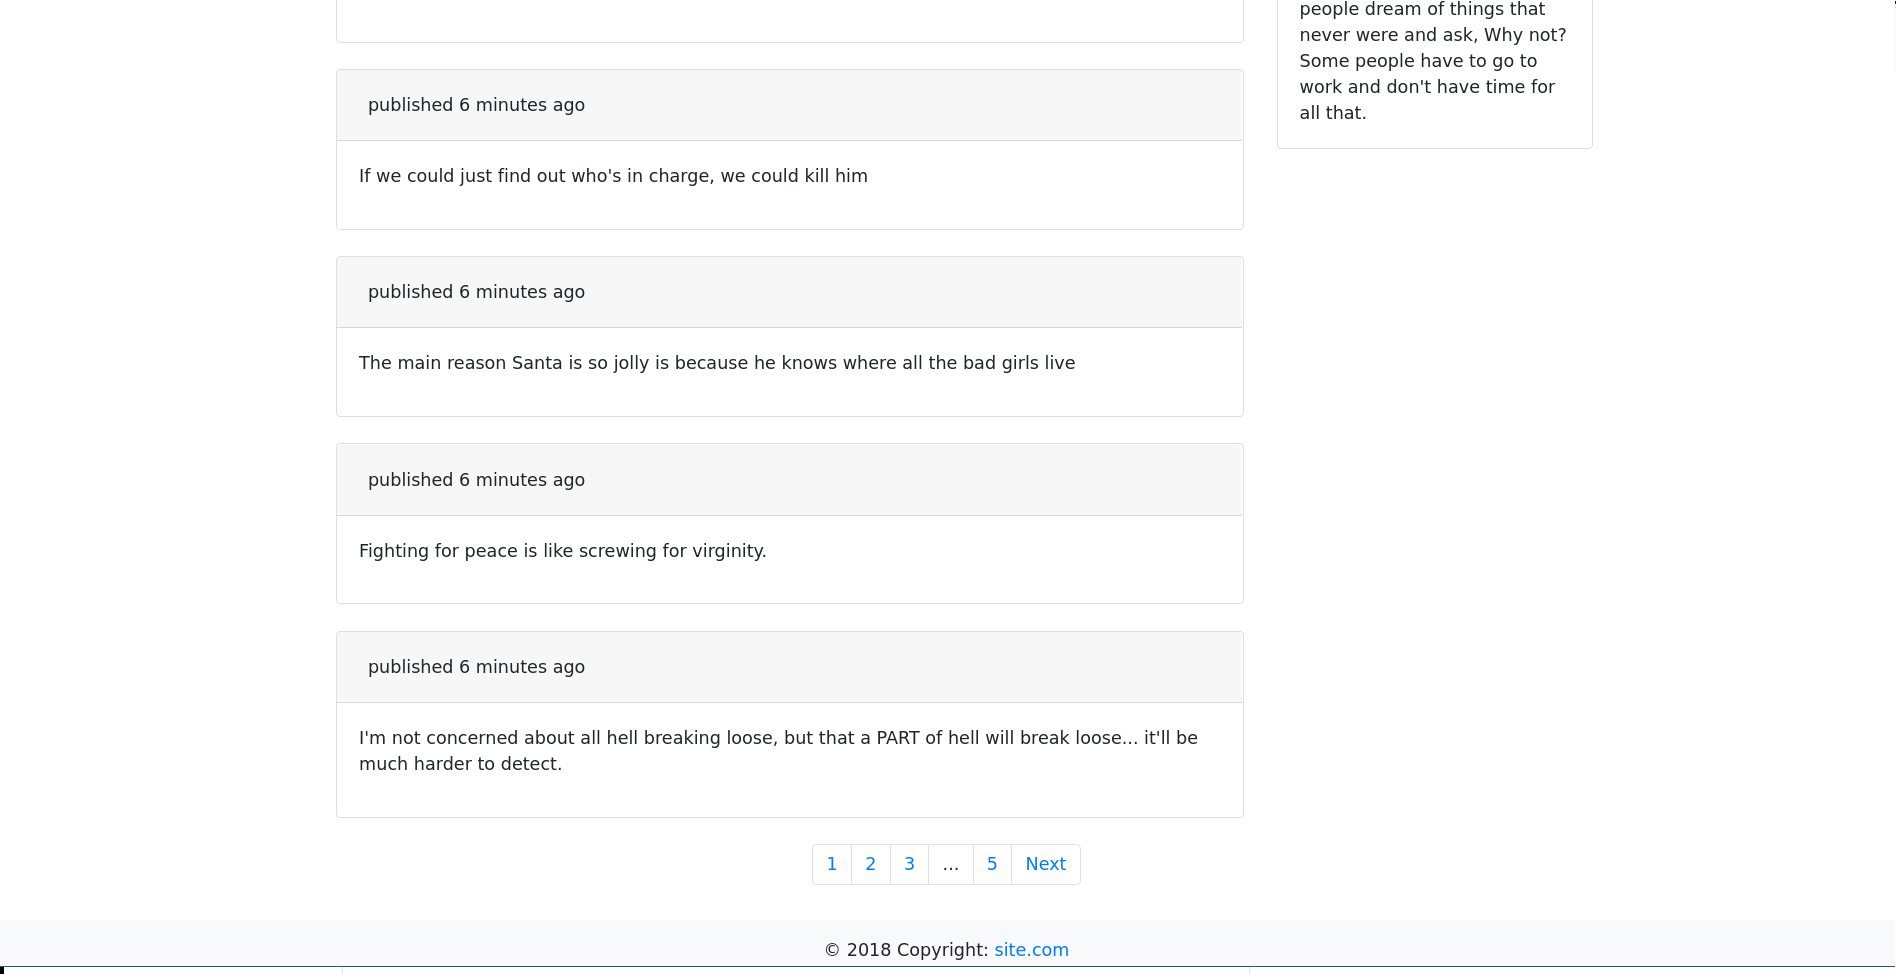 published 6 minutes ago
If we could just find out who's in charge, we could kill him
published 6 minutes ago
The main reason Santa is so jolly is because he knows where all the bad girls live
published 6 minutes ago
Fighting for peace is like screwing for virginity.
published 6 minutes ago
I'm not concerned about all hell breaking loose, but that a PART of hell will break loose... it'll be
much harder to detect.
people dream of things that
never were and ask, Why not?
Some people have to go to
work and don't have time for
all that.
1 2 3 ... 5 Next
© 2018 Copyright: site.com